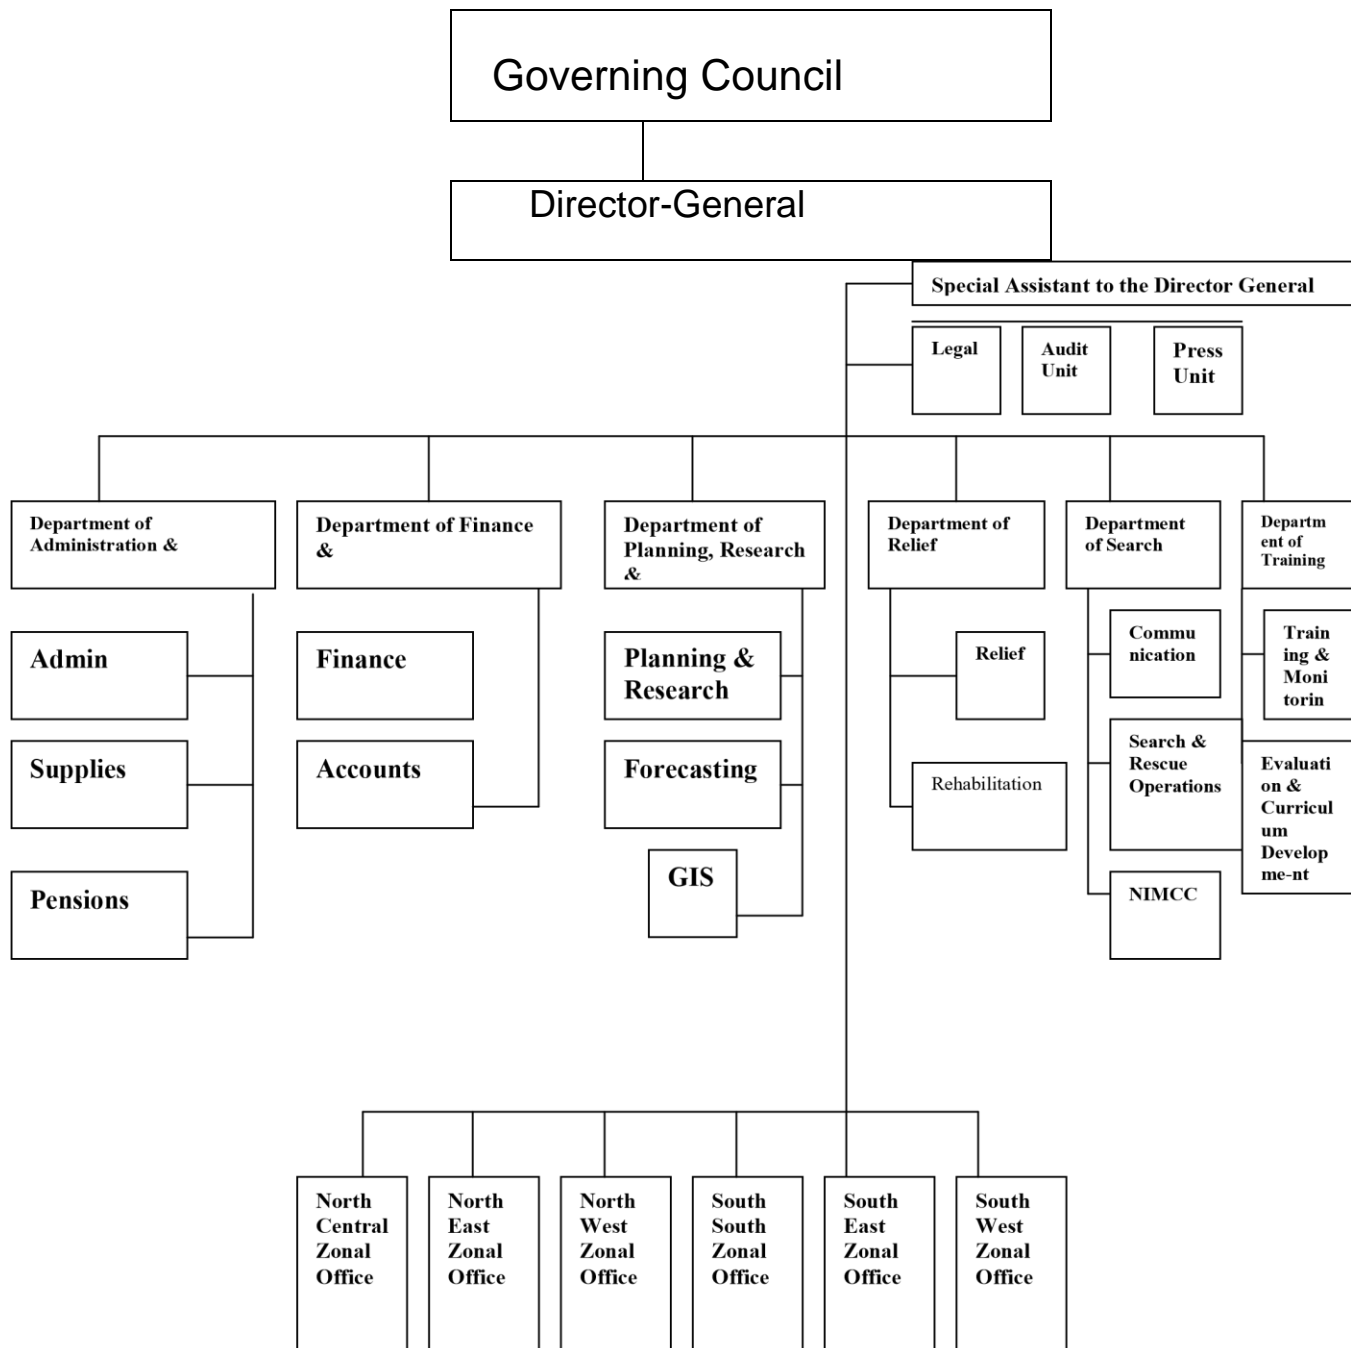 Governing Council
Director-General
Special Assistant to the Director General
Legal
Audit
Unit
Press
Unit
Department of
Administration &
Department of Finance
&
Department of
Planning, Research
&
Department of
Relief
Department
of Search
Departm
ent of
Training
Admin
Supplies
Pensions
Finance
Accounts
Planning &
Research
Forecasting
GIS
Relief
Rehabilitation
Commu
nication
Search &
Rescue
Operations
NIMCC
Train
ing &
Moni
torin
Evaluati
on &
Curricul
um
Develop
me-nt
North
Central
Zonal
Office
North
East
Zonal
Office
North
West
Zonal
Office
South
South
Zonal
Office
South
East
Zonal
Office
South
West
Zonal
Office